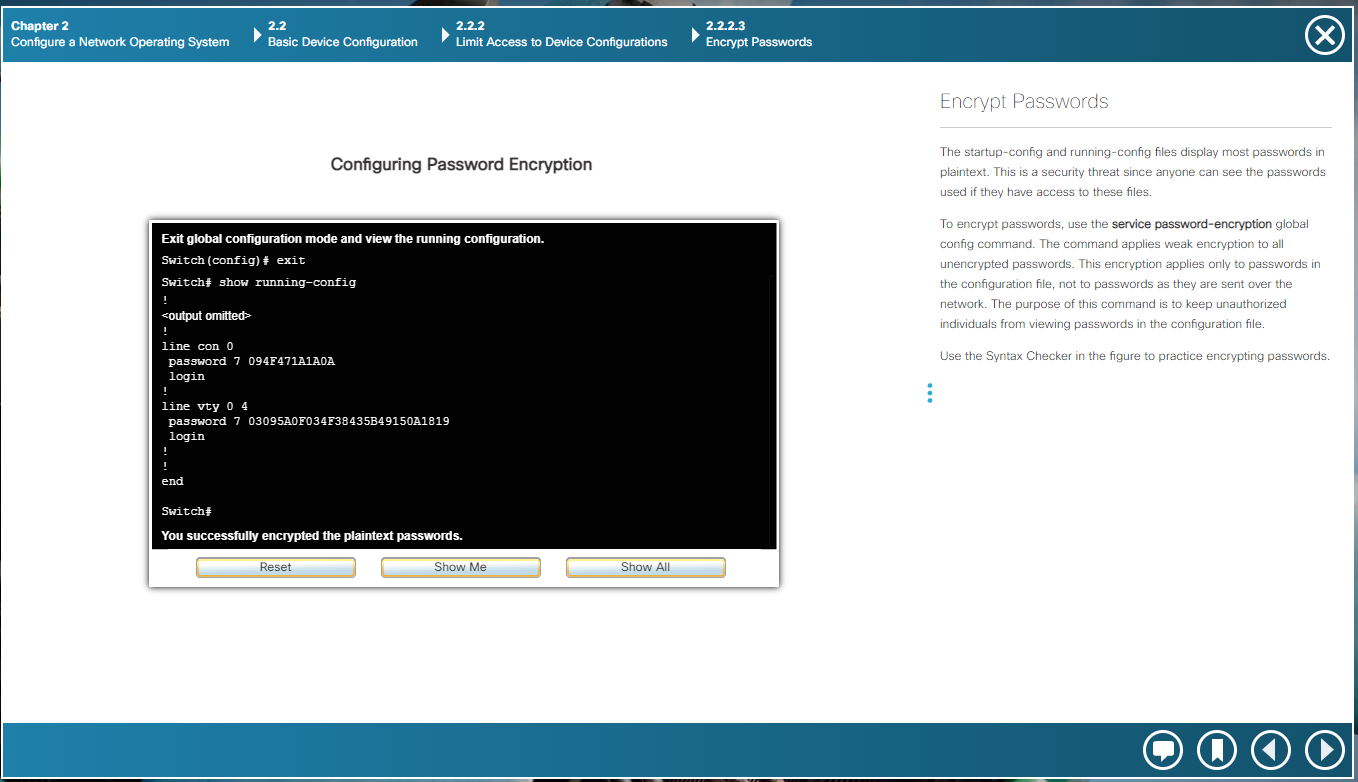 Chapter 2
Configure a Network Operating System
2.2
Basic Device Configuration
2.2.2
Limit Access to Device Configurations
2.2.2.3
Encrypt Passwords
Configuring Password Encryption
Exit global configuration mode and view the running configuration.
Switch(config)# exit
Switch# show running-config
!
<output omitted>
!
line con 0
password 7 094F471A1A0A
login
!
line vty 0 4
password 7 03095A0F034F38435B49150A1819
login
!
!
end
Switch#
You successfully encrypted the plaintext passwords.
Reset
Show Me
Show All
Encrypt Passwords
The startup-config and running-config files display most passwords in
plaintext. This is a security threat since anyone can see the passwords
used if they have access to these files.
To encrypt passwords, use the service password-encryption global
config command. The command applies weak encryption to all
unencrypted passwords. This encryption applies only to passwords in
the configuration file, not to passwords as they are sent over the
network. The purpose of this command is to keep unauthorized
individuals from viewing passwords in the configuration file.
Use the Syntax Checker in the figure to practice encrypting passwords.